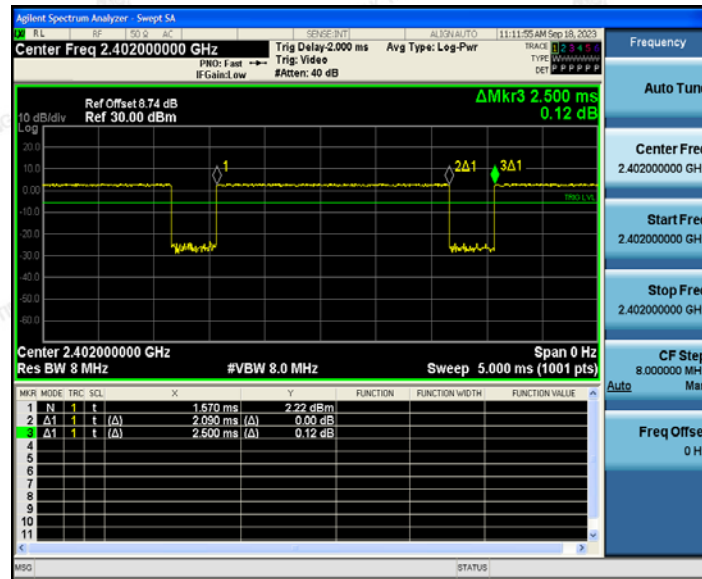 Agilent Spectrum Analyzer - Swept SA
RL RF 50 Ω AC SENSE:INT ALIGN AUTO 11:11:55 AM Sep 18, 2023
Center Freq 2.402000000 GHz
Trig Delay-2.000 ms Avg Type: Log-Pwr TRACE 1 2 3 4 5 6
PNO: Fast Trig: Video TYPE WWWWWW
IFGain:Low #Atten: 40 dB DET P P P P P P
Frequency
ΔMkr3 2.500 ms
0.12 dB
Ref Offset 8.74 dB
10 dB/div Ref 30.00 dBm
Log
20.0
10.0
0.00
-10.0
-20.0
-30.0
-40.0
-50.0
-60.0
1
2Δ1
3Δ1
TRIG LVL
Center 2.402000000 GHz Span 0 Hz
Res BW 8 MHz #VBW 8.0 MHz Sweep 5.000 ms (1001 pts)
MKR MODE TRC SCL X Y FUNCTION FUNCTION WIDTH FUNCTION VALUE
1 N 1 t 1.570 ms 2.22 dBm
2 Δ1 1 t (Δ) 2.090 ms (Δ) 0.00 dB
3 Δ1 1 t (Δ) 2.500 ms (Δ) 0.12 dB
4
5
6
7
8
9
10
11
MSG STATUS
Auto Tun
Center Fre
2.402000000 GH
Start Fre
2.402000000 GH
Stop Fre
2.402000000 GH
CF Step
8.000000 MH
Auto Ma
Freq Offse
0 H